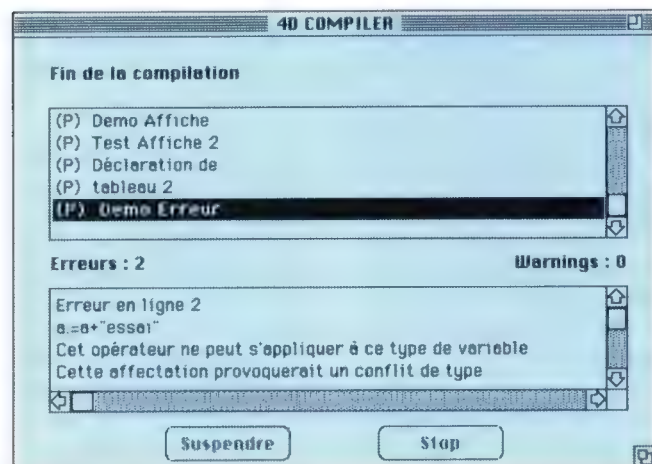 4D COMPILER
Fin de la compilation
(P) Demo Affiche
(P) Test Affiche 2
(P) Déclaration de
(P) tableau 2
(P) Demo Erreur
Erreurs : 2 Warnings : 0
Erreur en ligne 2
a:=a+"essai"
Cet opérateur ne peut s'appliquer à ce type de variable
Cette affectation provoquerait un conflit de type
Suspendre Stop